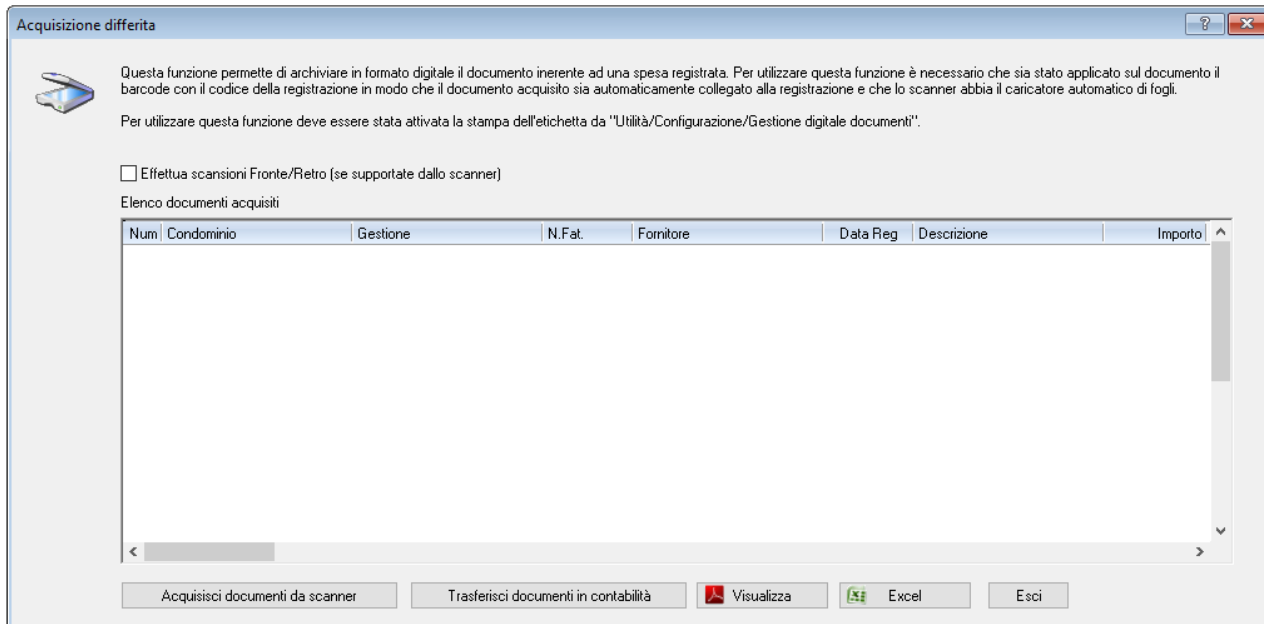 Acquisizione differita
Questa funzione permette di archiviare in formato digitale il documento inerente ad una spesa registrata. Per utilizzare questa funzione è necessario che sia stato applicato sul documento il
barcode con il codice della registrazione in modo che il documento acquisito sia automaticamente collegato alla registrazione e che lo scanner abbia il caricatore automatico di fogli.
Per utilizzare questa funzione deve essere stata attivata la stampa dell'etichetta da "Utilità/Configurazione/Gestione digitale documenti".
Effettua scansioni Fronte/Retro (se supportate dallo scanner)
Elenco documenti acquisiti
Num Condominio Gestione N.Fat. Fornitore Data Reg Descrizione Importo
Acquisisci documenti da scanner Trasferisci documenti in contabilità Visualizza Excel Esci